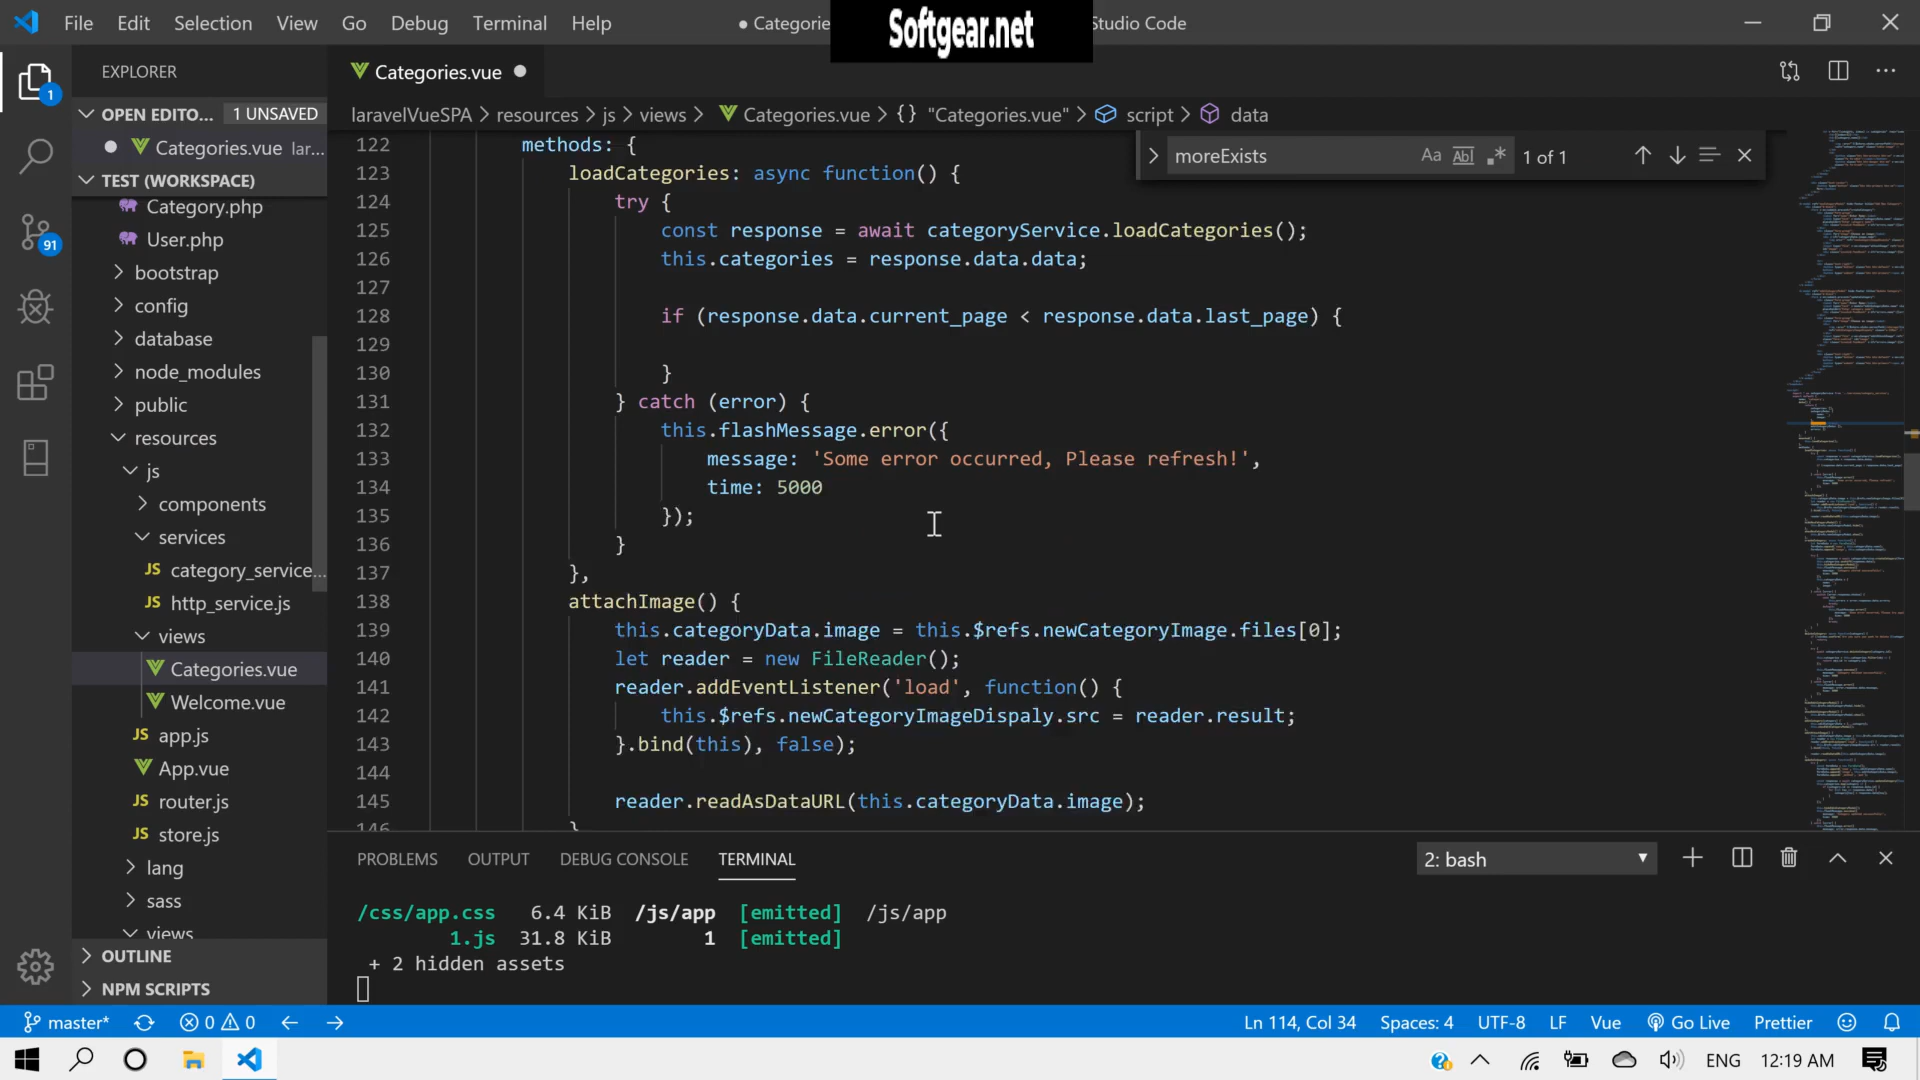 File Edit Selection View Go Debug Terminal Help
● Categorie
Softgear.net
Studio Code
EXPLORER
Categories.vue ●
1
OPEN EDITO... 1 UNSAVED
● Categories.vue lar...
TEST (WORKSPACE)
Category.php
User.php
91
bootstrap
config
database
node_modules
public
resources
js
components
services
JS category_service...
JS http_service.js
views
Categories.vue
Welcome.vue
JS app.js
App.vue
JS router.js
JS store.js
lang
sass
views
OUTLINE
NPM SCRIPTS
laravelVueSPA > resources > js > views > Categories.vue > {} "Categories.vue" > script > data
moreExists Aa Abl .* 1 of 1
122 methods: {
123 loadCategories: async function() {
124 try {
125 const response = await categoryService.loadCategories();
126 this.categories = response.data.data;
127
128 if (response.data.current_page < response.data.last_page) {
129
130 }
131 } catch (error) {
132 this.flashMessage.error({
133 message: 'Some error occurred, Please refresh!',
134 time: 5000
135 });
136 }
137 },
138 attachImage() {
139 this.categoryData.image = this.$refs.newCategoryImage.files[0];
140 let reader = new FileReader();
141 reader.addEventListener('load', function() {
142 this.$refs.newCategoryImageDispaly.src = reader.result;
143 }.bind(this), false);
144
145 reader.readAsDataURL(this.categoryData.image);
146 }
PROBLEMS OUTPUT DEBUG CONSOLE TERMINAL 2: bash
/css/app.css 6.4 KiB /js/app [emitted] /js/app
1.js 31.8 KiB 1 [emitted]
+ 2 hidden assets
master* 0 0 Ln 114, Col 34 Spaces: 4 UTF-8 LF Vue Go Live Prettier
ENG 12:19 AM